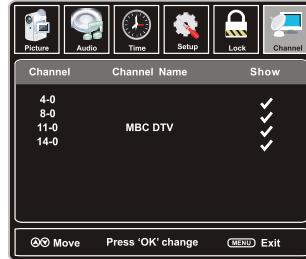 Picture Audio Time Setup Lock Channel
Channel Channel Name Show
4-0
8-0
11-0 MBC DTV
14-0
Move Press 'OK' change MENU Exit